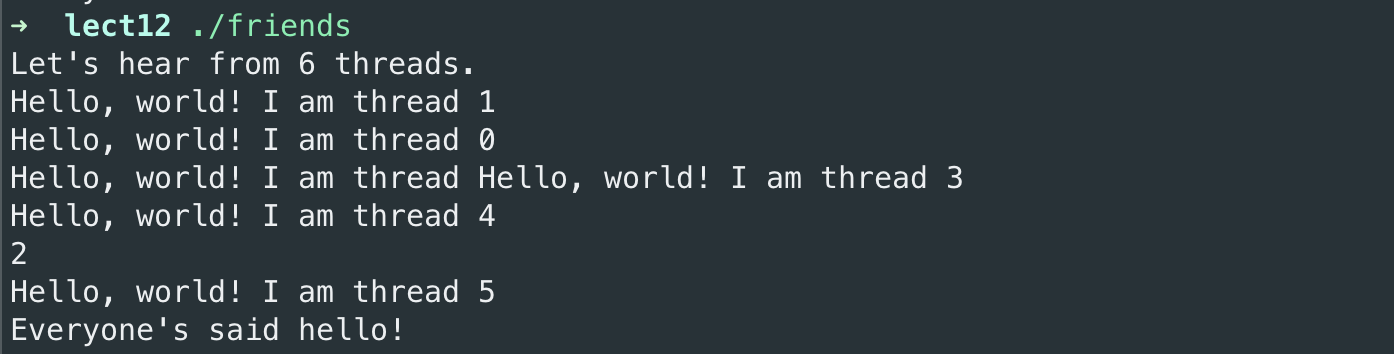 → lect12 ./friends
Let's hear from 6 threads.
Hello, world! I am thread 1
Hello, world! I am thread 0
Hello, world! I am thread Hello, world! I am thread 3
Hello, world! I am thread 4
2
Hello, world! I am thread 5
Everyone's said hello!